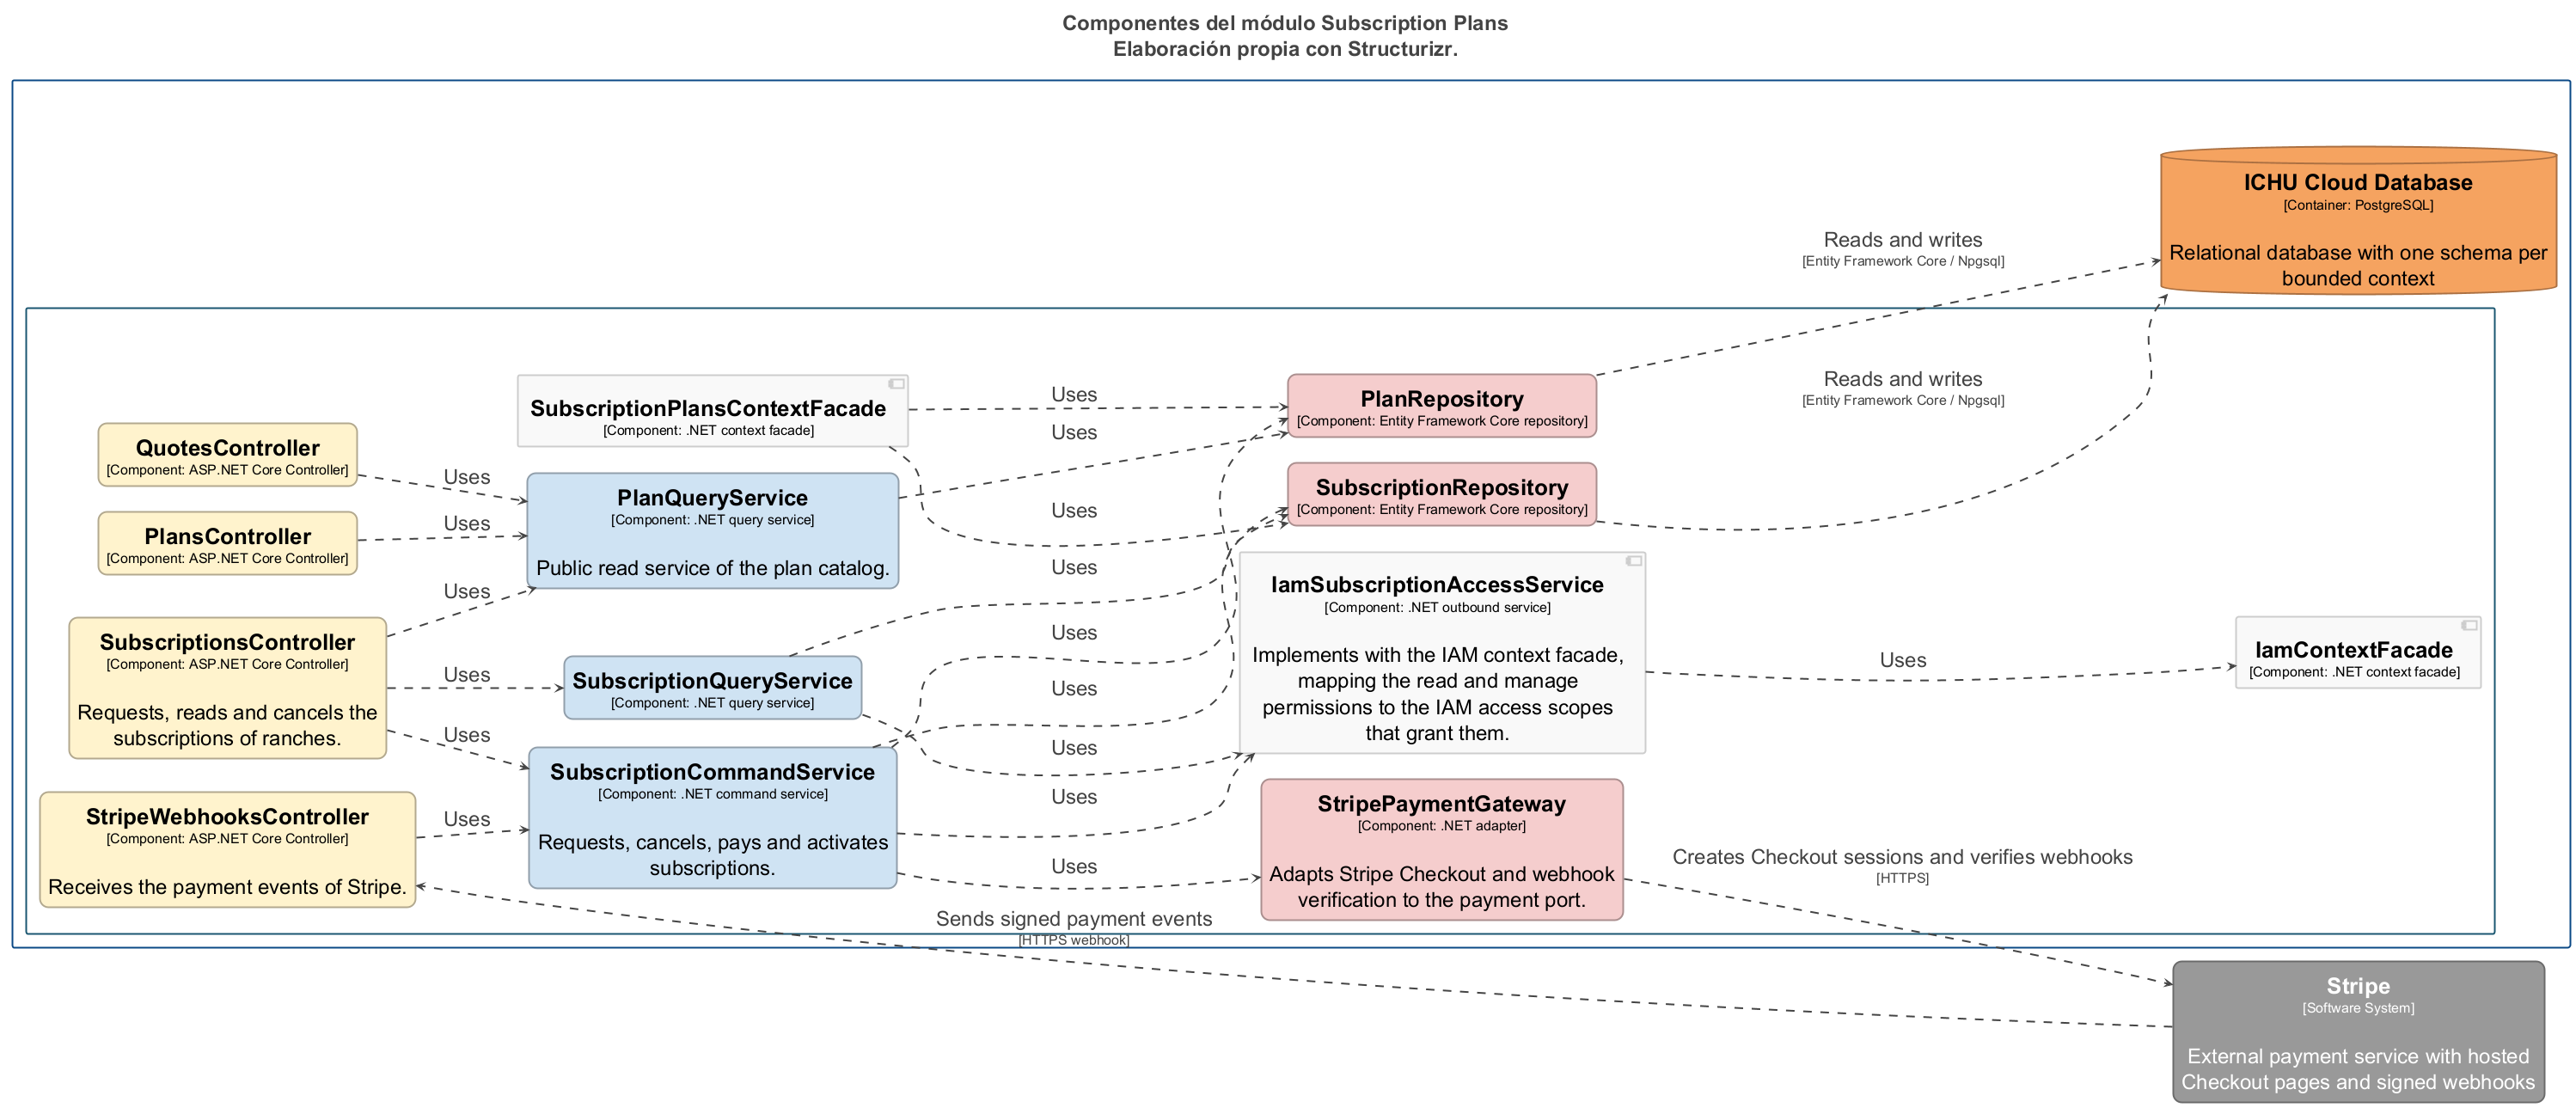 Componentes del módulo Subscription Plans
Elaboración propia con Structurizr.
ICHU Cloud Database
[Container: PostgreSQL]
Relational database with one schema per
bounded context
Reads and writes
[Entity Framework Core / Npgsql]
Reads and writes
[Entity Framework Core / Npgsql]
QuotesController
[Component: ASP.NET Core Controller]
PlansController
[Component: ASP.NET Core Controller]
SubscriptionsController
[Component: ASP.NET Core Controller]
Requests, reads and cancels the
subscriptions of ranches.
StripeWebhooksController
[Component: ASP.NET Core Controller]
Receives the payment events of Stripe.
Uses
Uses
Uses
Uses
Uses
Uses
SubscriptionPlansContextFacade
[Component: .NET context facade]
PlanQueryService
[Component: .NET query service]
Public read service of the plan catalog.
SubscriptionQueryService
[Component: .NET query service]
SubscriptionCommandService
[Component: .NET command service]
Requests, cancels, pays and activates
subscriptions.
Uses
Uses
Uses
Uses
Uses
Uses
Uses
Uses
Uses
Sends signed payment events
[HTTPS webhook]
PlanRepository
[Component: Entity Framework Core repository]
SubscriptionRepository
[Component: Entity Framework Core repository]
IamSubscriptionAccessService
[Component: .NET outbound service]
Implements with the IAM context facade,
mapping the read and manage
permissions to the IAM access scopes
that grant them.
StripePaymentGateway
[Component: .NET adapter]
Adapts Stripe Checkout and webhook
verification to the payment port.
Uses
IamContextFacade
[Component: .NET context facade]
Creates Checkout sessions and verifies webhooks
[HTTPS]
Stripe
[Software System]
External payment service with hosted
Checkout pages and signed webhooks